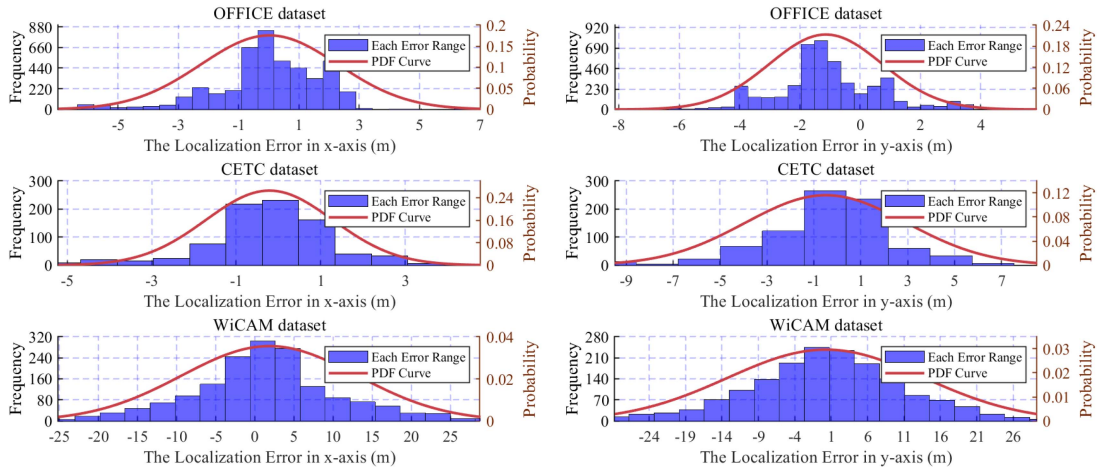 OFFICE dataset
880
660
440
220
0
Frequency
0.2
0.15
0.1
0.05
0
Probability
Each Error Range
PDF Curve
-5 -3 -1 1 3 5 7
The Localization Error in x-axis (m)
OFFICE dataset
920
690
460
230
0
Frequency
0.24
0.18
0.12
0.06
0
Probability
Each Error Range
PDF Curve
-8 -6 -4 -2 0 2 4
The Localization Error in y-axis (m)
CETC dataset
300
200
100
0
Frequency
0.24
0.16
0.08
0
Probability
Each Error Range
PDF Curve
-5 -3 -1 1 3
The Localization Error in x-axis (m)
CETC dataset
300
200
100
0
Frequency
0.12
0.08
0.04
0
Probability
Each Error Range
PDF Curve
-9 -7 -5 -3 -1 1 3 5 7
The Localization Error in y-axis (m)
WiCAM dataset
320
240
160
80
0
Frequency
0.04
0.02
0
Probability
Each Error Range
PDF Curve
-25 -20 -15 -10 -5 0 5 10 15 20 25
The Localization Error in x-axis (m)
WiCAM dataset
280
210
140
70
0
Frequency
0.03
0.02
0.01
0
Probability
Each Error Range
PDF Curve
-24 -19 -14 -9 -4 1 6 11 16 21 26
The Localization Error in y-axis (m)